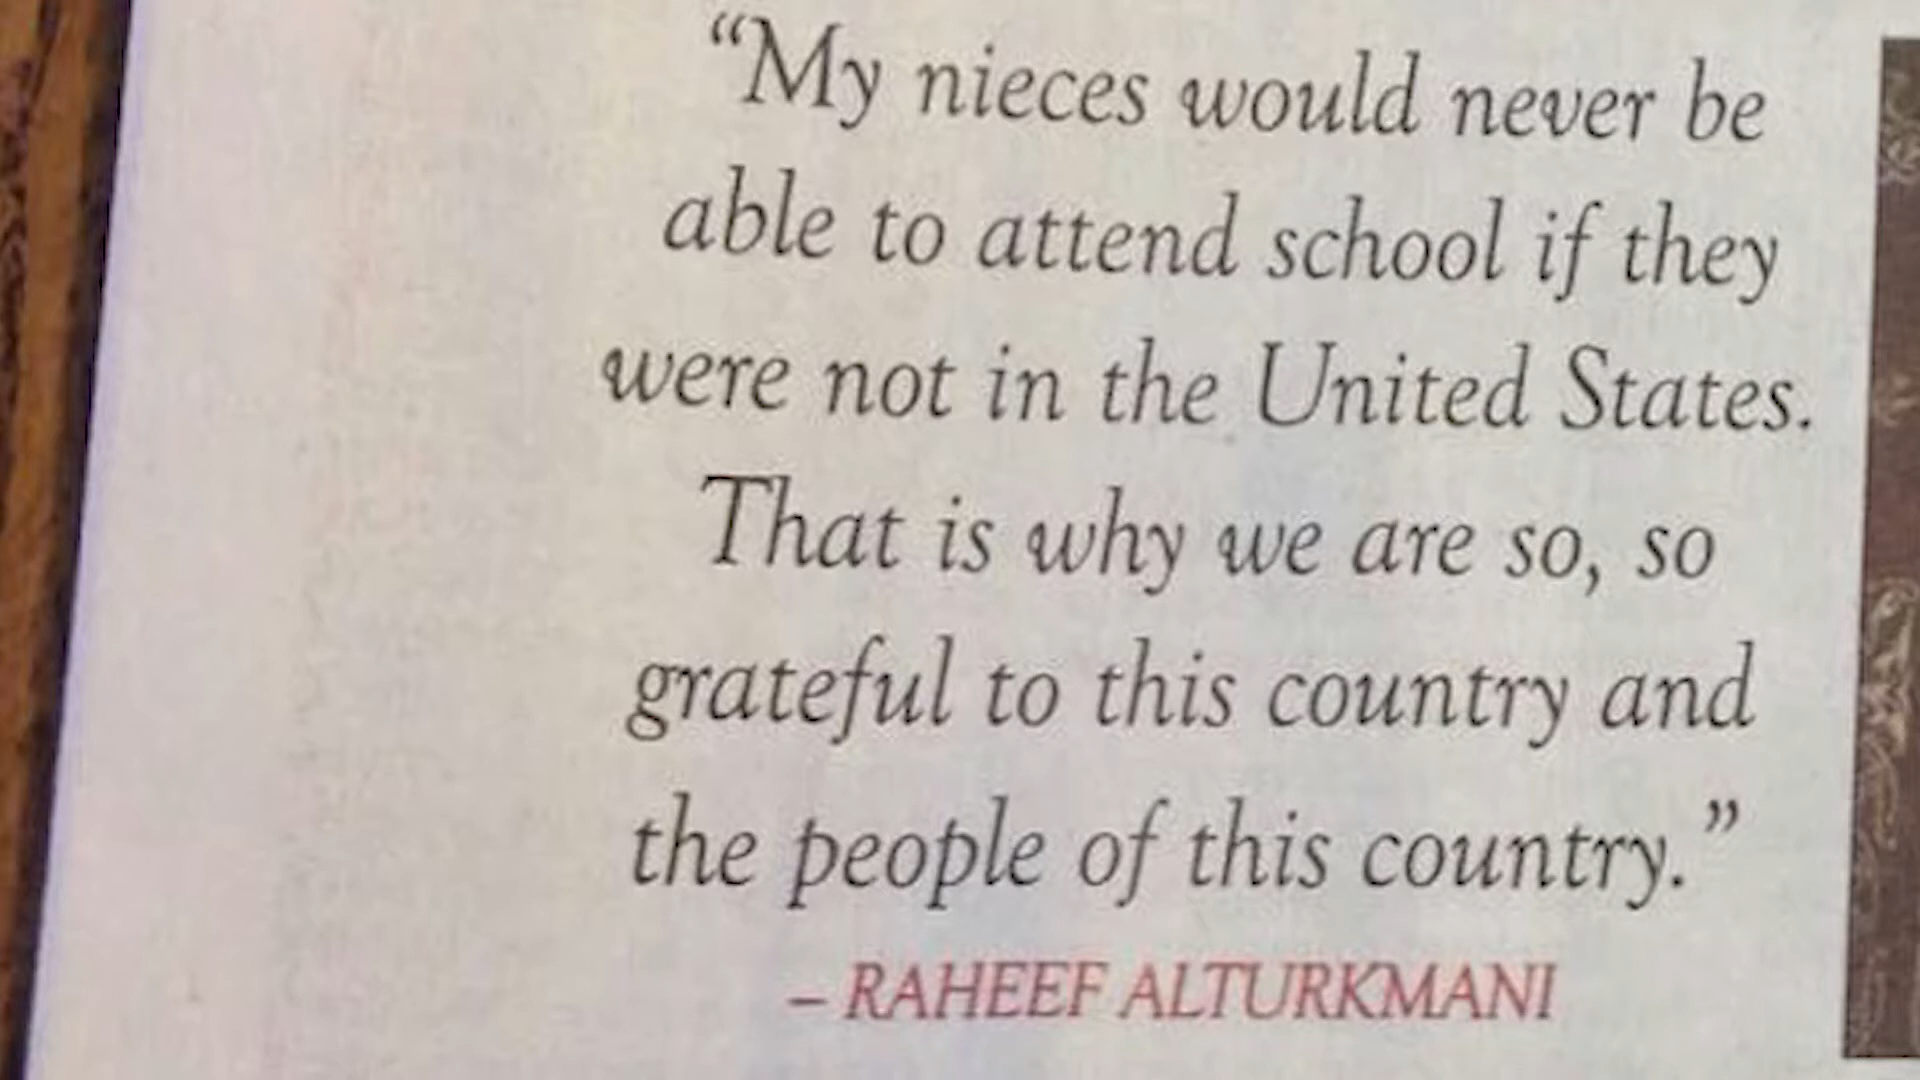 “My nieces would never be
able to attend school if they
were not in the United States.
That is why we are so, so
grateful to this country and
the people of this country.”
– RAHEEF ALTURKMANI